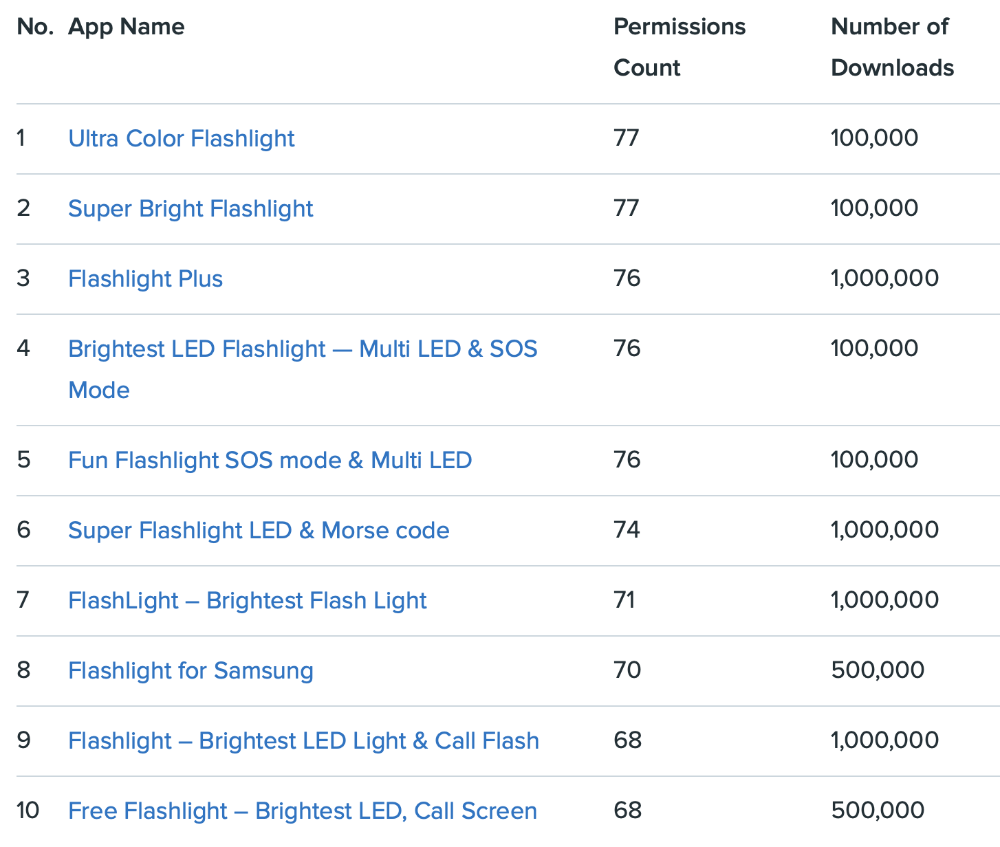 No. App Name Permissions Number of
Count Downloads
1 Ultra Color Flashlight 77 100,000
2 Super Bright Flashlight 77 100,000
3 Flashlight Plus 76 1,000,000
4 Brightest LED Flashlight — Multi LED & SOS 76 100,000
Mode
5 Fun Flashlight SOS mode & Multi LED 76 100,000
6 Super Flashlight LED & Morse code 74 1,000,000
7 FlashLight – Brightest Flash Light 71 1,000,000
8 Flashlight for Samsung 70 500,000
9 Flashlight – Brightest LED Light & Call Flash 68 1,000,000
10 Free Flashlight – Brightest LED, Call Screen 68 500,000